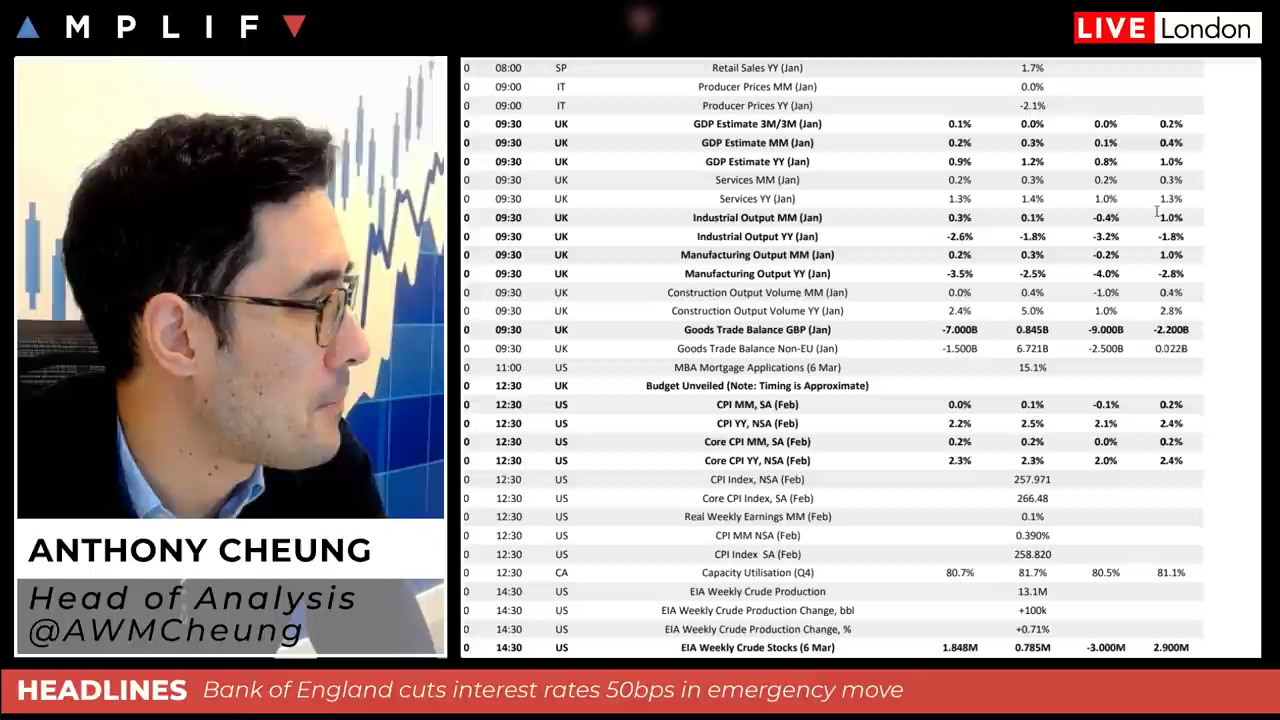 AMPLIFY
LIVE London
0 08:00 SP Retail Sales YY (Jan) 1.7%
0 09:00 IT Producer Prices MM (Jan) 0.0%
0 09:00 IT Producer Prices YY (Jan) -2.1%
0 09:30 UK GDP Estimate 3M/3M (Jan) 0.1% 0.0% 0.0% 0.2%
0 09:30 UK GDP Estimate MM (Jan) 0.2% 0.3% 0.1% 0.4%
0 09:30 UK GDP Estimate YY (Jan) 0.9% 1.2% 0.8% 1.0%
0 09:30 UK Services MM (Jan) 0.2% 0.3% 0.2% 0.3%
0 09:30 UK Services YY (Jan) 1.3% 1.4% 1.0% 1.3%
0 09:30 UK Industrial Output MM (Jan) 0.3% 0.1% -0.4% 1.0%
0 09:30 UK Industrial Output YY (Jan) -2.6% -1.8% -3.2% -1.8%
0 09:30 UK Manufacturing Output MM (Jan) 0.2% 0.3% -0.2% 1.0%
0 09:30 UK Manufacturing Output YY (Jan) -3.5% -2.5% -4.0% -2.8%
0 09:30 UK Construction Output Volume MM (Jan) 0.0% 0.4% -1.0% 0.4%
0 09:30 UK Construction Output Volume YY (Jan) 2.4% 5.0% 1.0% 2.8%
0 09:30 UK Goods Trade Balance GBP (Jan) -7.000B 0.845B -9.000B -2.200B
0 09:30 UK Goods Trade Balance Non-EU (Jan) -1.500B 6.721B -2.500B 0.022B
0 11:00 US MBA Mortgage Applications (6 Mar) 15.1%
0 12:30 UK Budget Unveiled (Note: Timing is Approximate)
0 12:30 US CPI MM, SA (Feb) 0.0% 0.1% -0.1% 0.2%
0 12:30 US CPI YY, NSA (Feb) 2.2% 2.5% 2.1% 2.4%
0 12:30 US Core CPI MM, SA (Feb) 0.2% 0.2% 0.0% 0.2%
0 12:30 US Core CPI YY, NSA (Feb) 2.3% 2.3% 2.0% 2.4%
0 12:30 US CPI Index, NSA (Feb) 257.971
0 12:30 US Core CPI Index, SA (Feb) 266.48
0 12:30 US Real Weekly Earnings MM (Feb) 0.1%
0 12:30 US CPI MM NSA (Feb) 0.390%
0 12:30 US CPI Index SA (Feb) 258.820
0 12:30 CA Capacity Utilisation (Q4) 80.7% 81.7% 80.5% 81.1%
0 14:30 US EIA Weekly Crude Production 13.1M
0 14:30 US EIA Weekly Crude Production Change, bbl +100k
0 14:30 US EIA Weekly Crude Production Change, % +0.71%
0 14:30 US EIA Weekly Crude Stocks (6 Mar) 1.848M 0.785M -3.000M 2.900M
ANTHONY CHEUNG
Head of Analysis
@AWMCheung
HEADLINES Bank of England cuts interest rates 50bps in emergency move